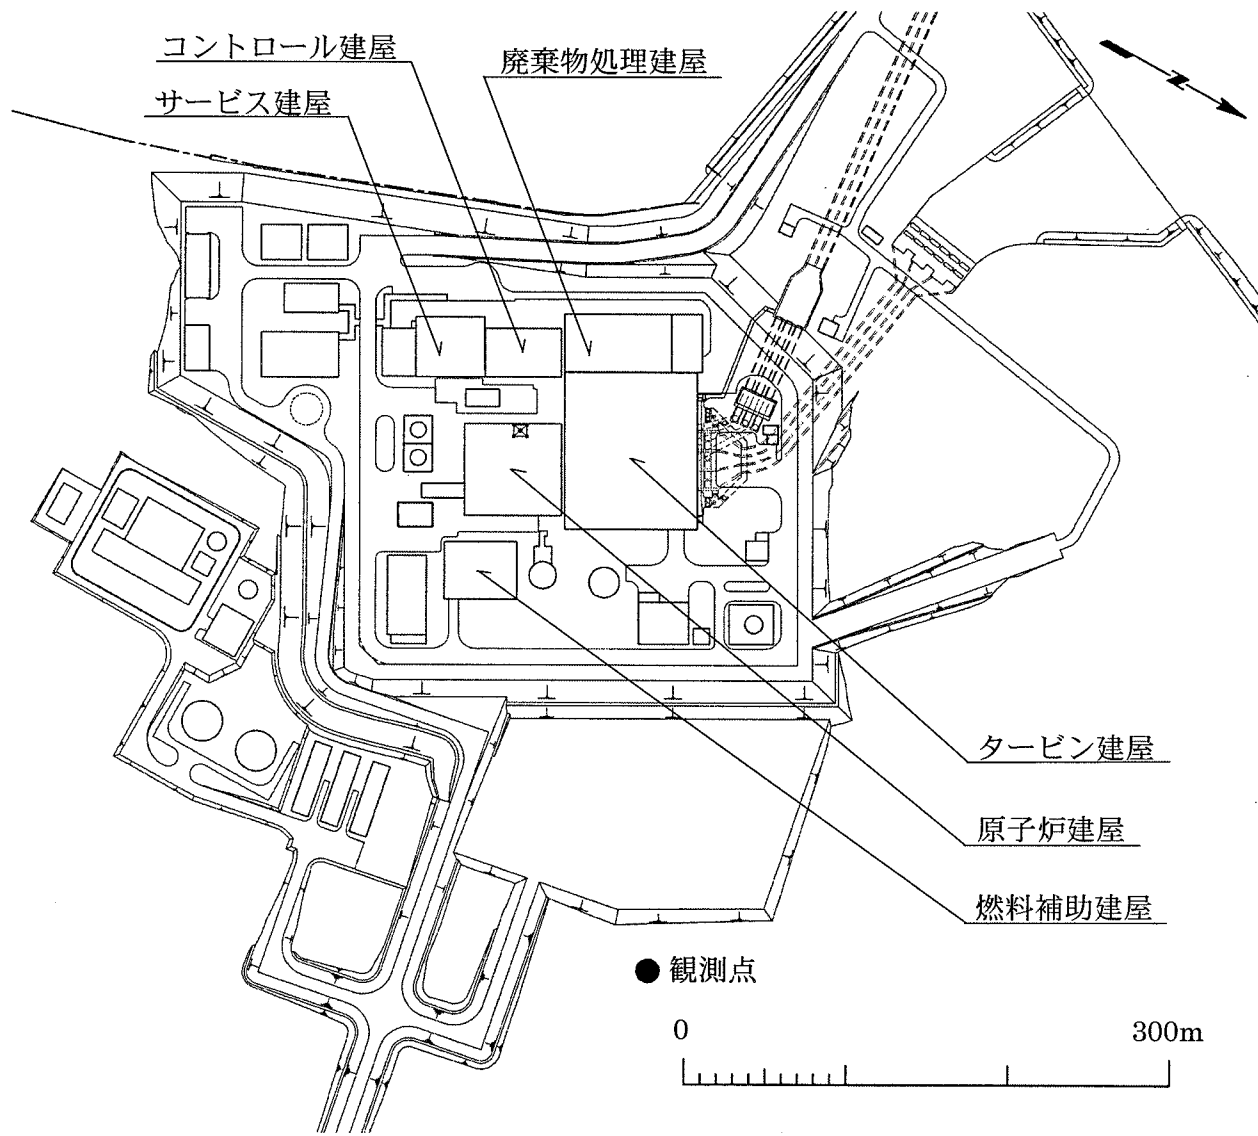 コントロール建屋
廃棄物処理建屋
サービス建屋
N
タービン建屋
原子炉建屋
燃料補助建屋
観測点
0 300m